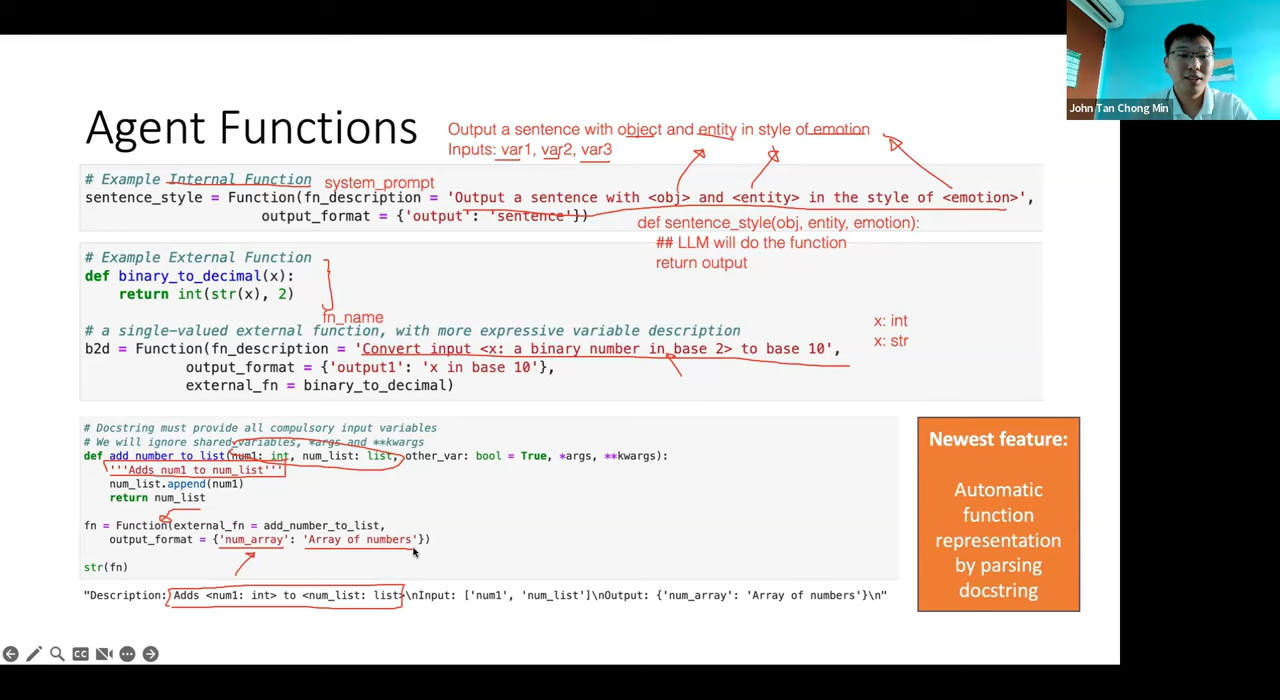 John Tan Chong Min
Agent Functions
Output a sentence with object and entity in style of emotion
Inputs: var1, var2, var3
# Example Internal Function
system_prompt
sentence_style = Function(fn_description = 'Output a sentence with <obj> and <entity> in the style of <emotion>',
output_format = {'output': 'sentence'})
def sentence_style(obj, entity, emotion):
## LLM will do the function
return output
# Example External Function
def binary_to_decimal(x):
return int(str(x), 2)
fn_name
# a single-valued external function, with more expressive variable description
b2d = Function(fn_description = 'Convert input <x: a binary number in base 2> to base 10',
output_format = {'output1': 'x in base 10'},
external_fn = binary_to_decimal)
x: int
x: str
# Docstring must provide all compulsory input variables
# We will ignore shared_variables, *args and **kwargs
def add_number_to_list(num1: int, num_list: list, other_var: bool = True, *args, **kwargs):
'''Adds num1 to num_list'''
num_list.append(num1)
return num_list
fn = Function(external_fn = add_number_to_list,
output_format = {'num_array': 'Array of numbers'})
str(fn)
"Description: Adds <num1: int> to <num_list: list>\nInput: ['num1', 'num_list']\nOutput: {'num_array': 'Array of numbers'}\n"
Newest feature:
Automatic
function
representation
by parsing
docstring
CC